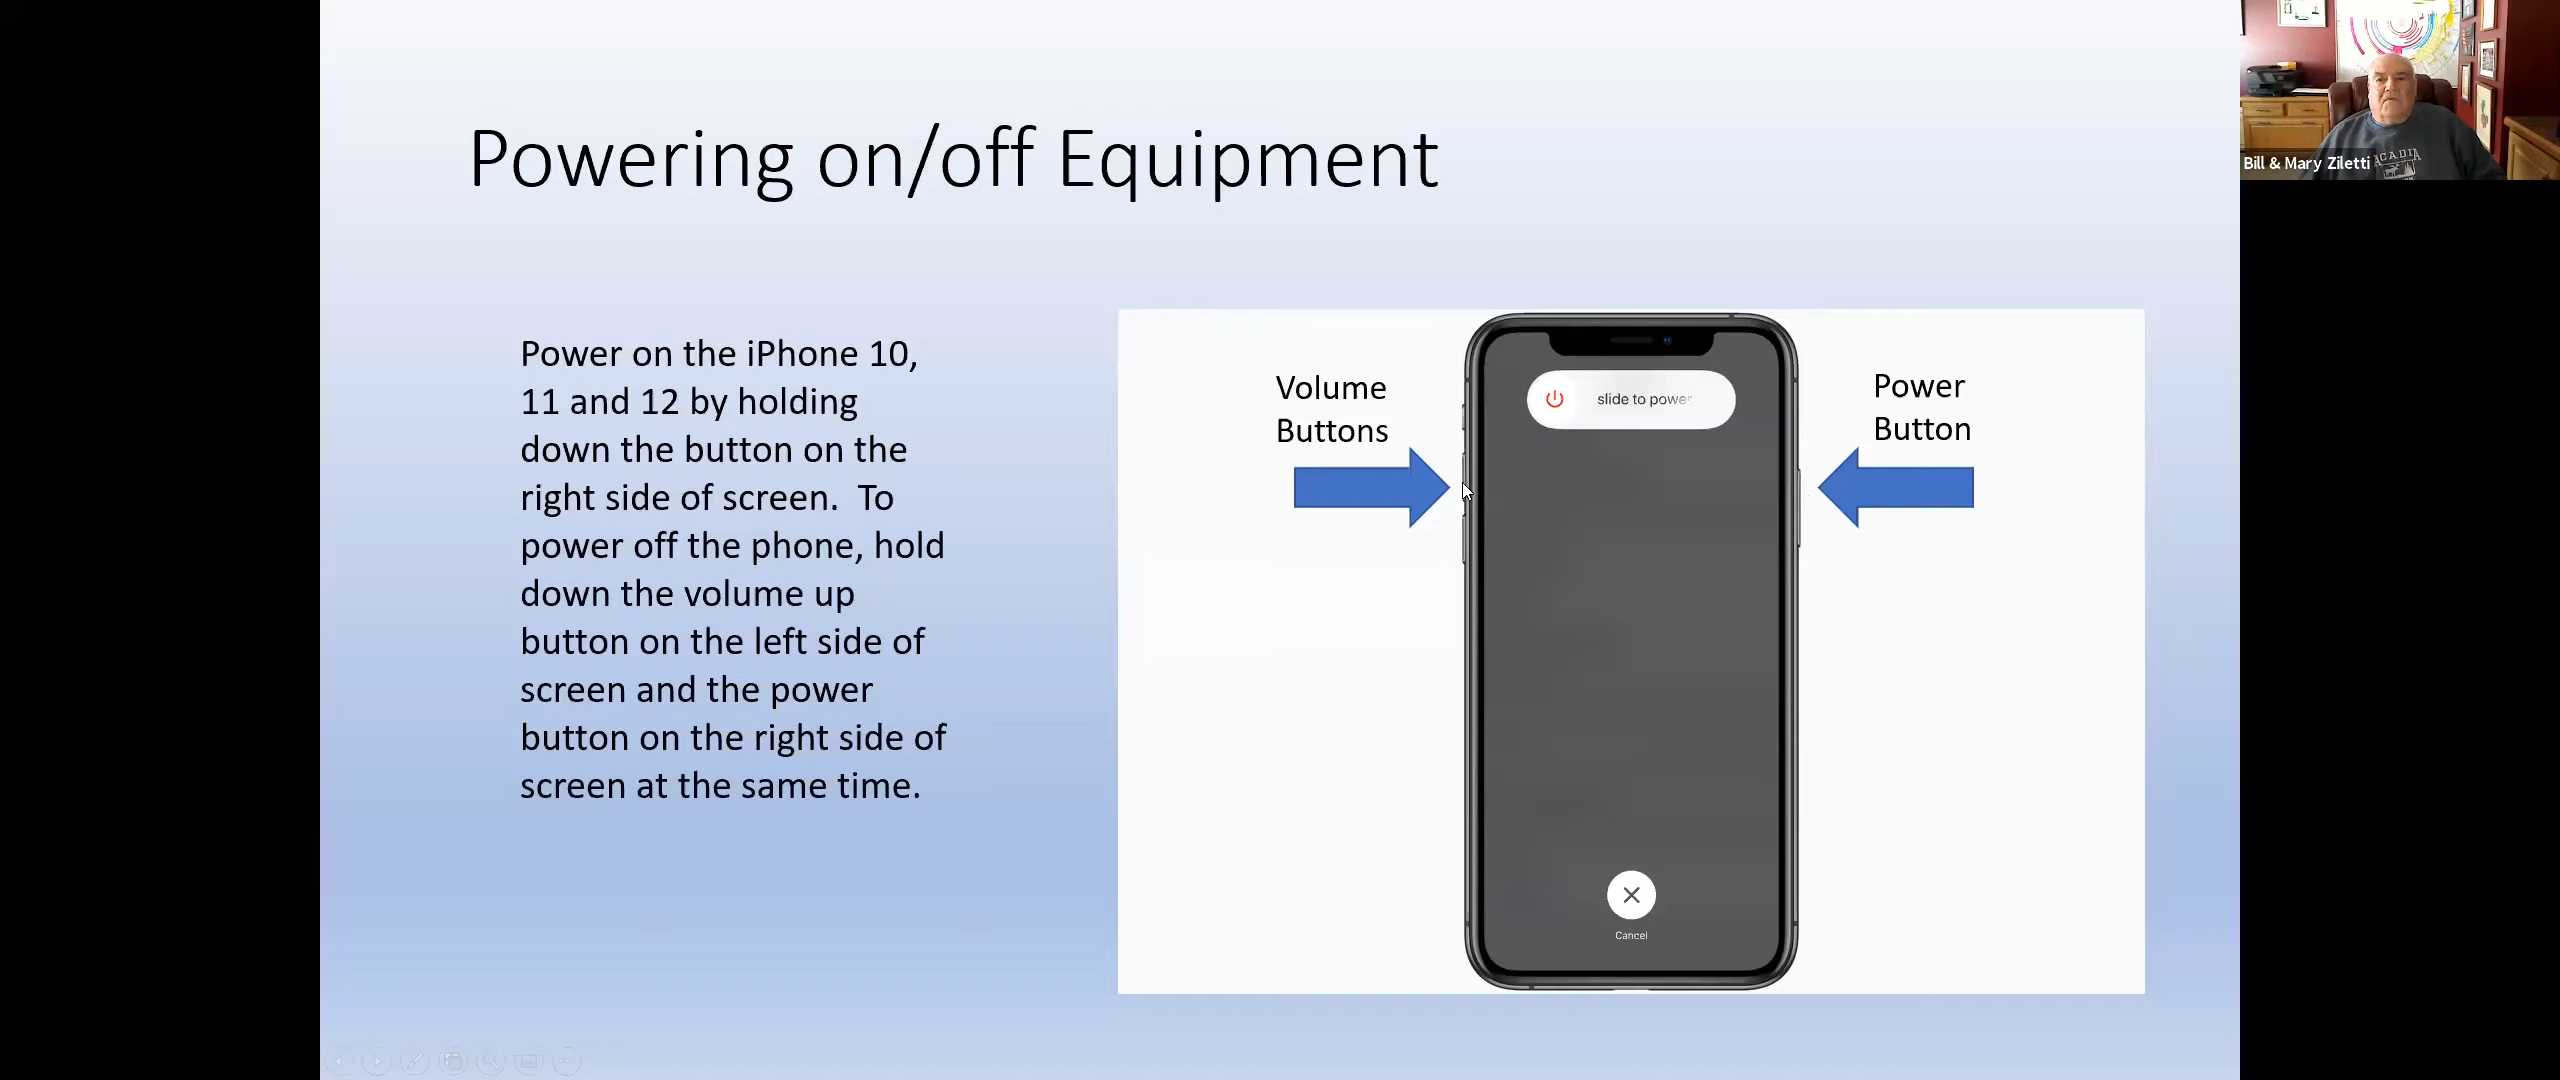 Powering on/off Equipment
Power on the iPhone 10,
11 and 12 by holding
down the button on the
right side of screen.  To
power off the phone, hold
down the volume up
button on the left side of
screen and the power
button on the right side of
screen at the same time.
Volume
Buttons
slide to power
Power
Button
Cancel
Bill & Mary Ziletti
ACADIA